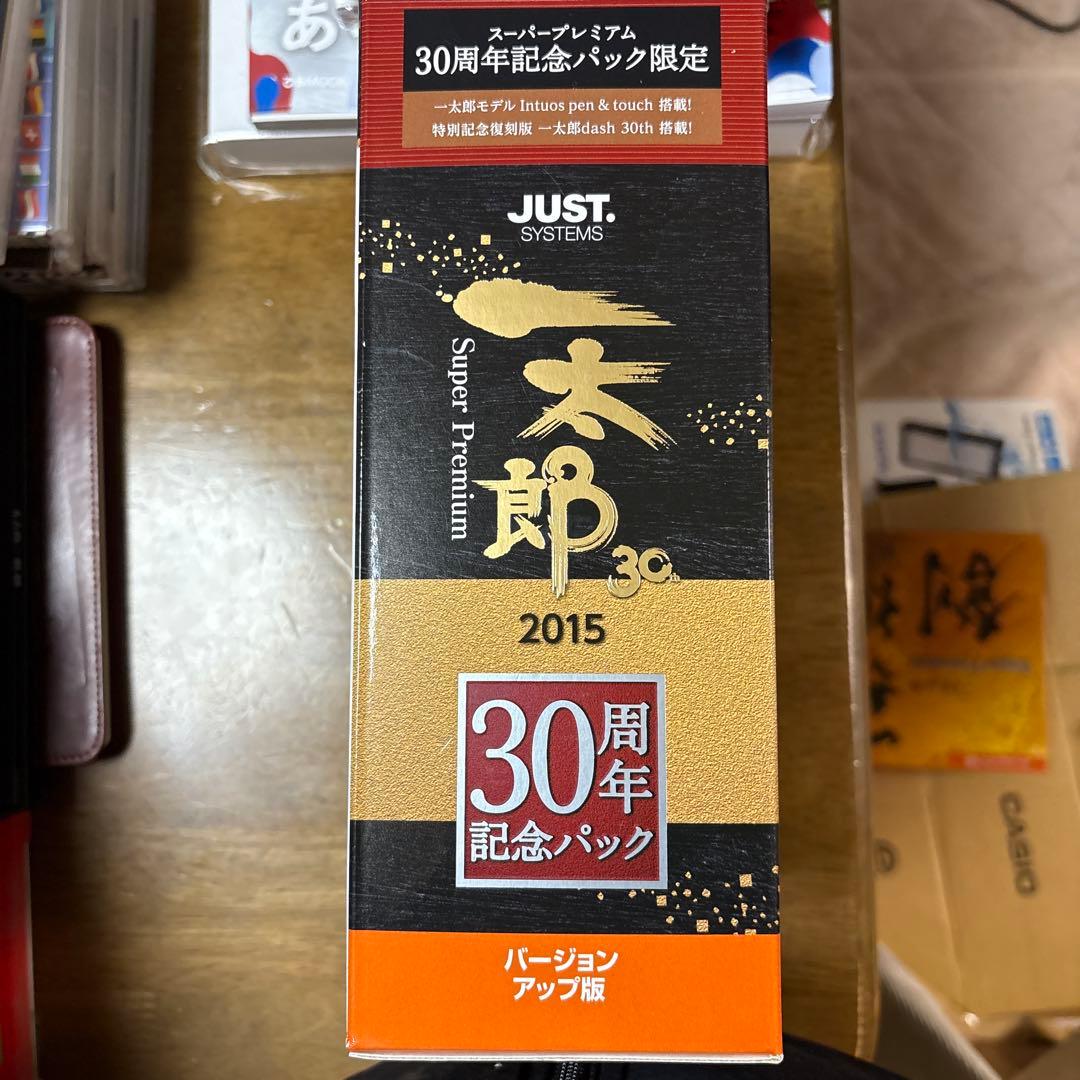 あ
スーパープレミアム
30周年記念パック限定
一太郎モデル Intuos pen & touch 搭載!
特別記念復刻版 一太郎dash 30th 搭載!
JUST.
SYSTEMS
一太郎
Super Premium
30th
2015
30周年
記念パック
バージョン
アップ版
CASIO